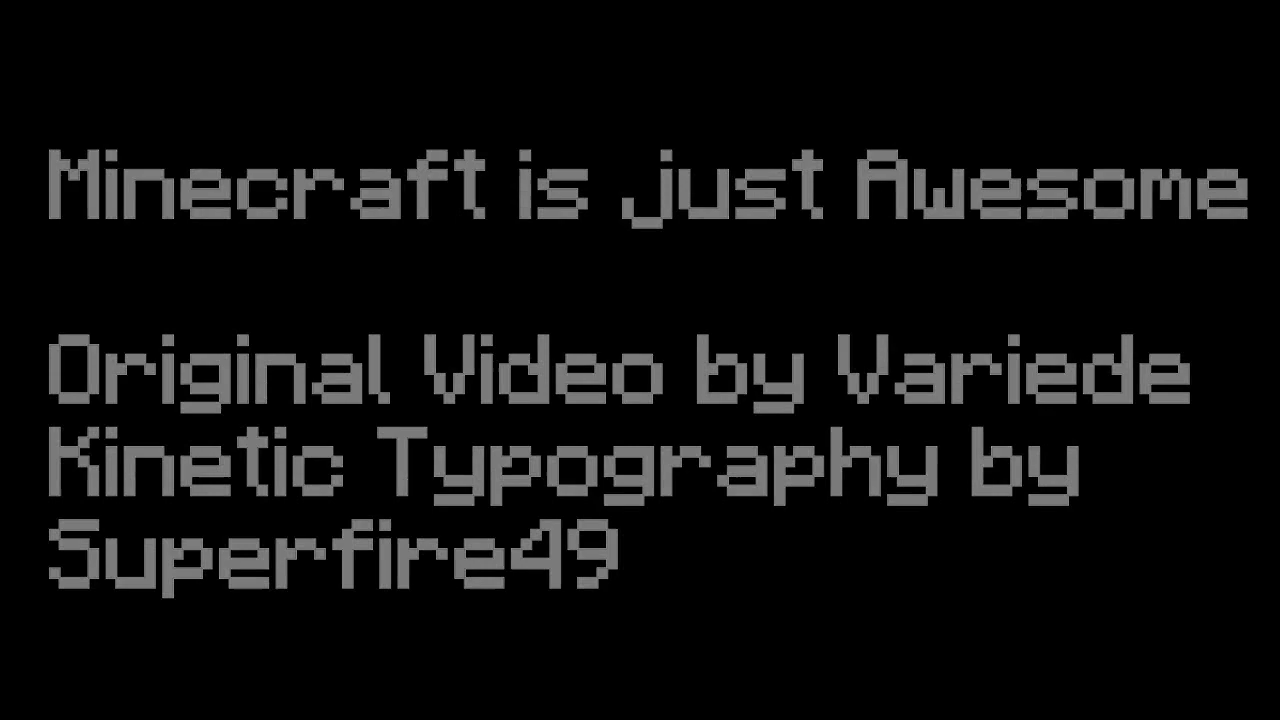 Minecraft is just Awesome
Original Video by Variede
Kinetic Typography by
Superfire49